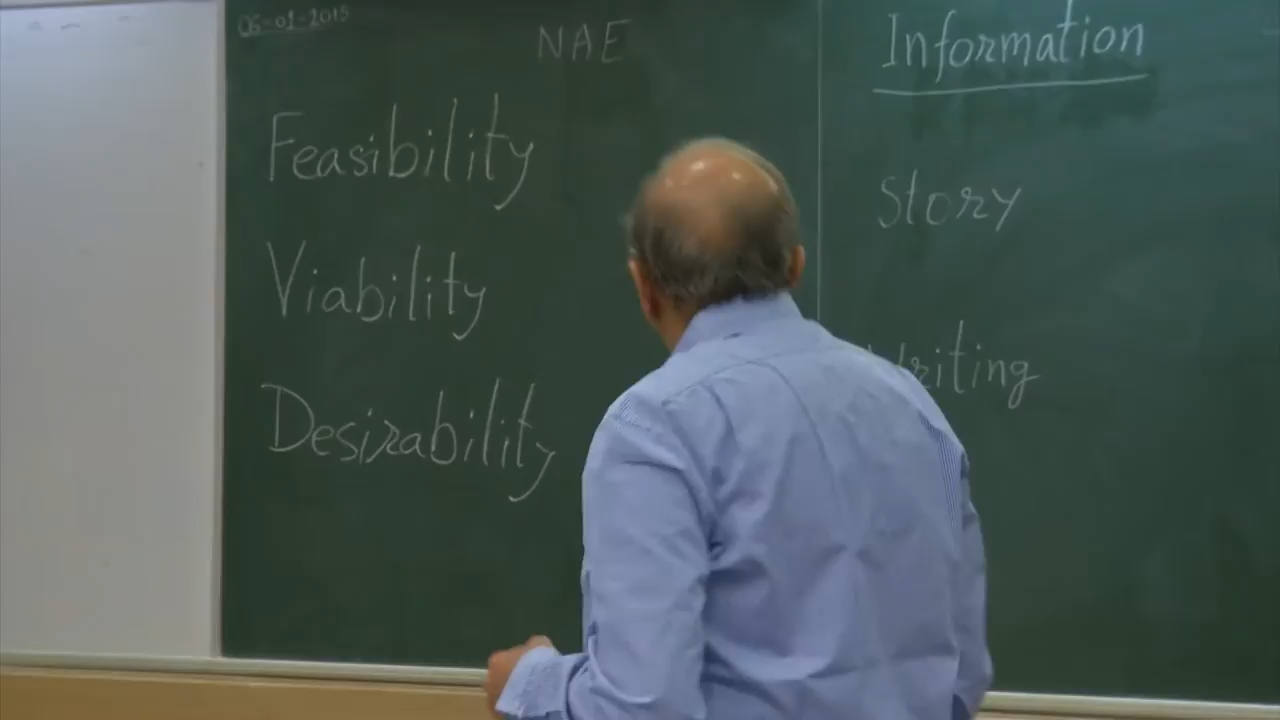 06-01-2015
NAE
Feasibility
Viability
Desirability
Information
Story
Writing